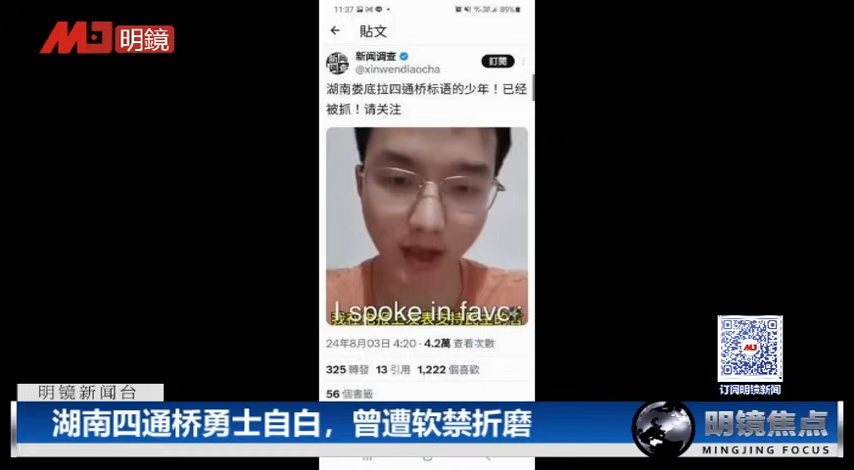 明鏡
11:37
89%
貼文
新闻调查
訂閱
@xinwendiaocha
湖南娄底拉四通桥标语的少年！已经
被抓！请关注
I spoke in favc
24年8月03日 4:20 · 4.2萬 查看次數
325 轉發 13 引用 1,222 個喜歡
56 個書籤
订阅明镜新闻
明镜新闻台
湖南四通桥勇士自白，曾遭软禁折磨
明镜焦点
MINGJING FOCUS